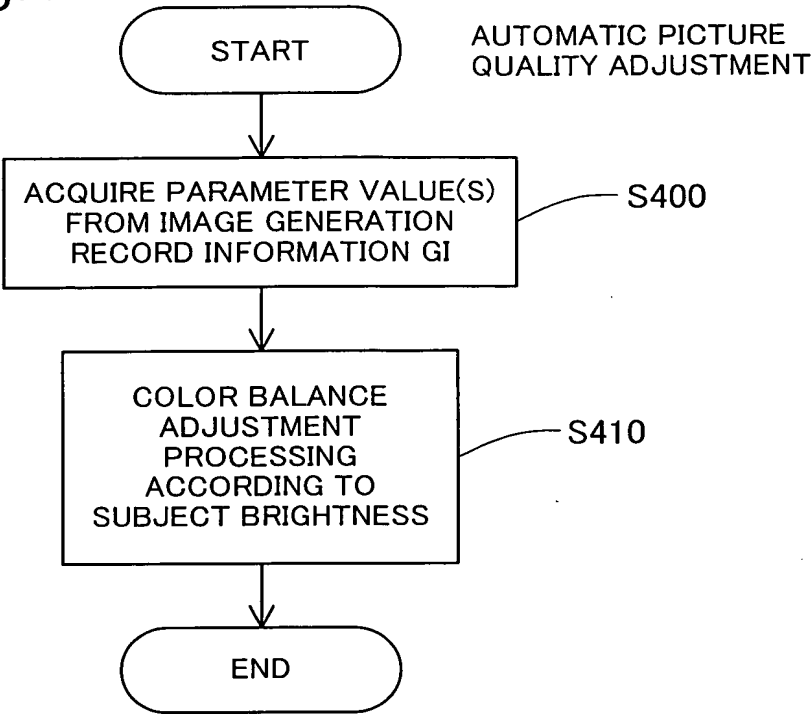 START
AUTOMATIC PICTURE
QUALITY ADJUSTMENT
ACQUIRE PARAMETER VALUE(S)
FROM IMAGE GENERATION
RECORD INFORMATION GI
S400
COLOR BALANCE
ADJUSTMENT
PROCESSING
ACCORDING TO
SUBJECT BRIGHTNESS
S410
END